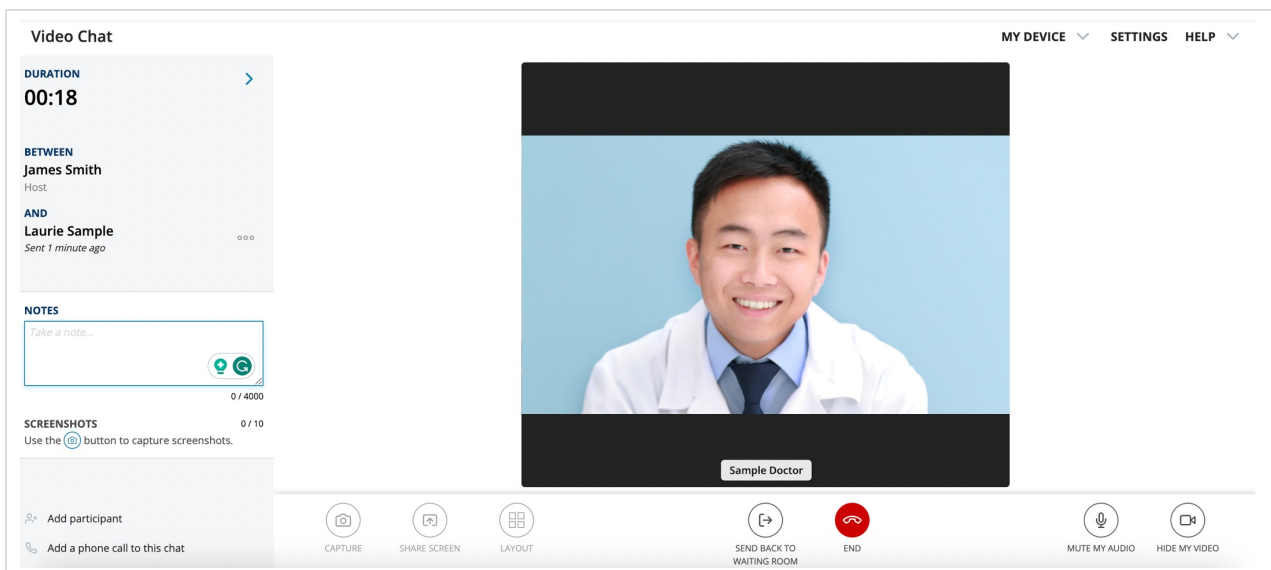 Video Chat
MY DEVICE SETTINGS HELP
DURATION
00:18
BETWEEN
James Smith
Host
AND
Laurie Sample
Sent 1 minute ago
NOTES
Take a note...
0 / 4000
SCREENSHOTS 0 / 10
Use the button to capture screenshots.
Add participant
Add a phone call to this chat
Sample Doctor
CAPTURE
SHARE SCREEN
LAYOUT
SEND BACK TO
WAITING ROOM
END
MUTE MY AUDIO
HIDE MY VIDEO